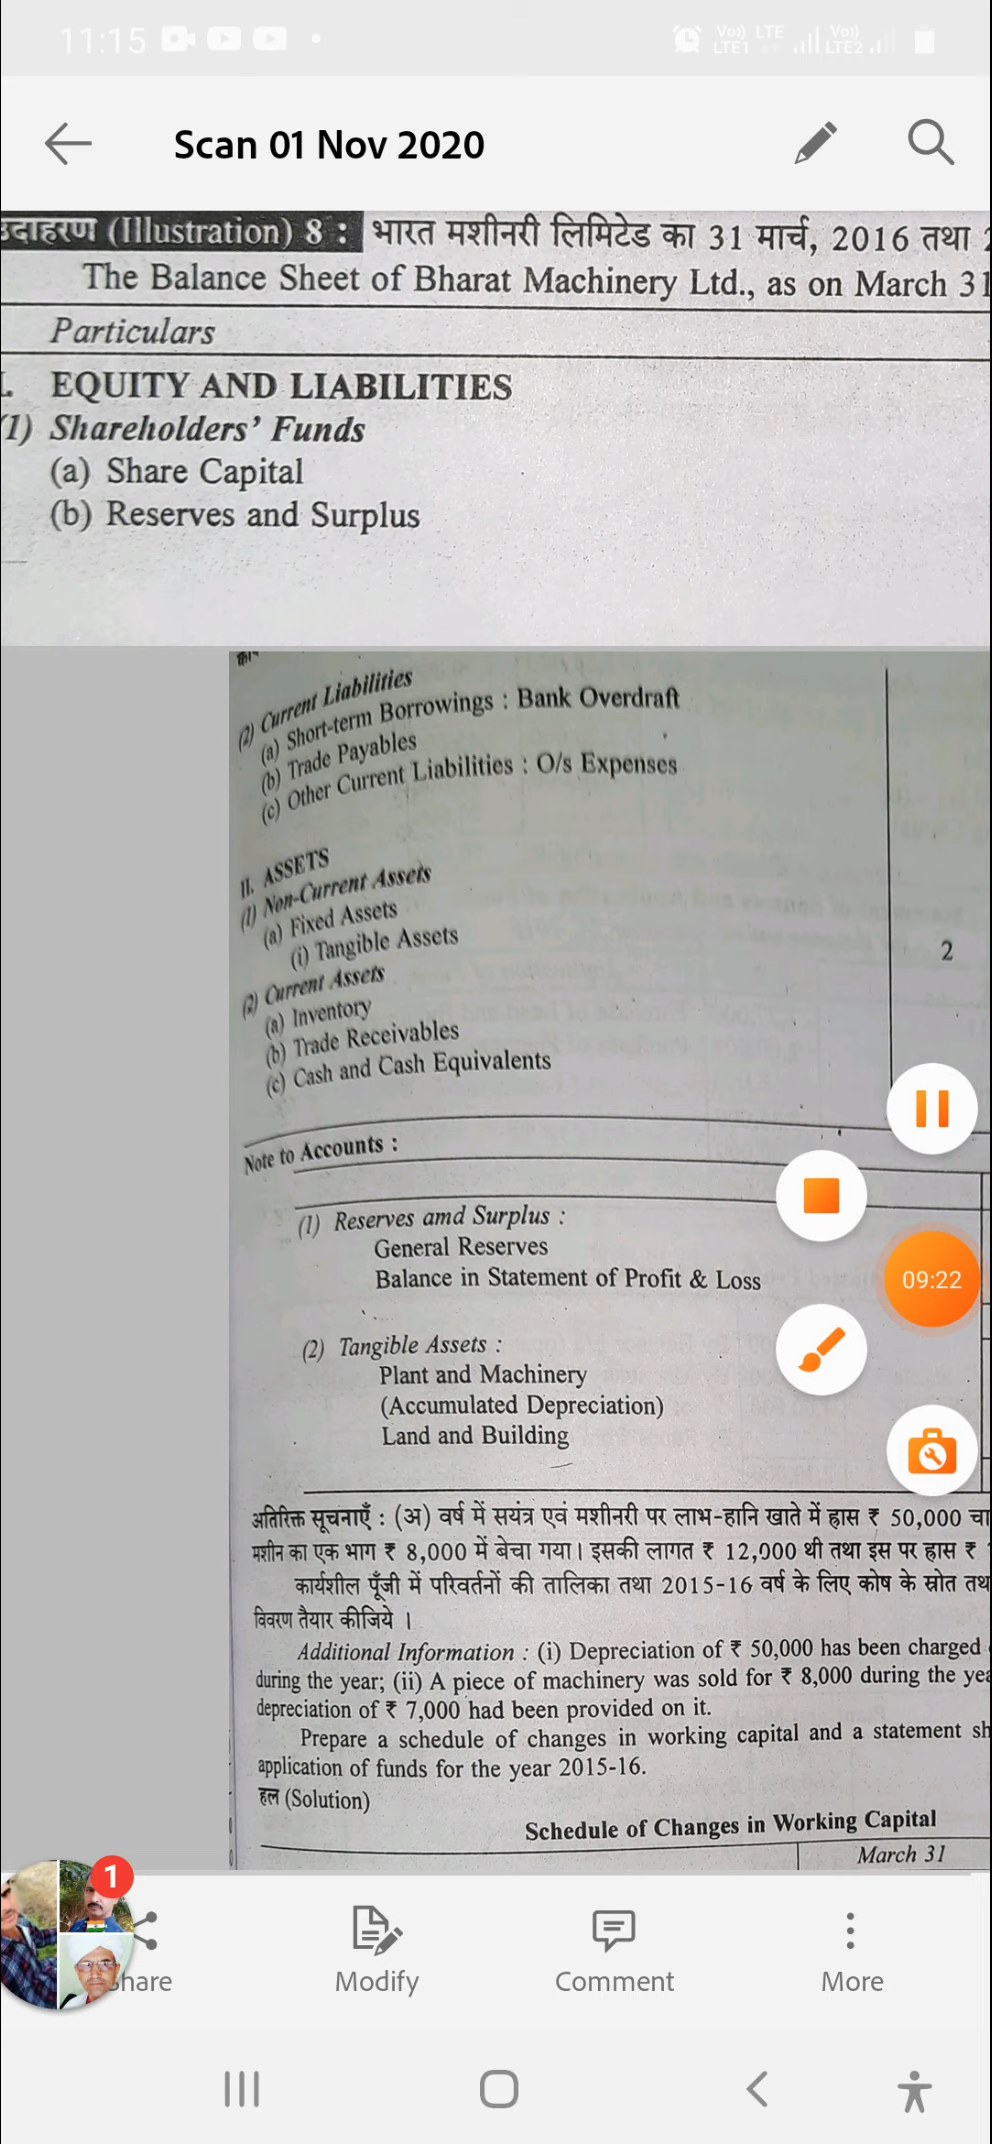 11:15
Vo)) LTE
LTE1
Vo))
LTE2
Scan 01 Nov 2020
उदाहरण (Illustration) 8 : भारत मशीनरी लिमिटेड का 31 मार्च, 2016 तथा
The Balance Sheet of Bharat Machinery Ltd., as on March 31
Particulars
I. EQUITY AND LIABILITIES
(1) Shareholders' Funds
(a) Share Capital
(b) Reserves and Surplus
(2) Current Liabilities
(a) Short-term Borrowings : Bank Overdraft
(b) Trade Payables
(c) Other Current Liabilities : O/s Expenses
II. ASSETS
(1) Non-Current Assets
(a) Fixed Assets
(i) Tangible Assets
2
(2) Current Assets
(a) Inventory
(b) Trade Receivables
(c) Cash and Cash Equivalents
Note to Accounts :
(1) Reserves amd Surplus :
General Reserves
Balance in Statement of Profit & Loss
09:22
(2) Tangible Assets :
Plant and Machinery
(Accumulated Depreciation)
Land and Building
अतिरिक्त सूचनाएँ : (अ) वर्ष में सयंत्र एवं मशीनरी पर लाभ-हानि खाते में ह्रास ₹ 50,000
मशीन का एक भाग ₹ 8,000 में बेचा गया। इसकी लागत ₹ 12,000 थी तथा इस पर ह्रास ₹
कार्यशील पूँजी में परिवर्तनों की तालिका तथा 2015-16 वर्ष के लिए कोष के स्रोत
विवरण तैयार कीजिये ।
Additional Information : (i) Depreciation of ₹ 50,000 has been charged
during the year; (ii) A piece of machinery was sold for ₹ 8,000 during the
depreciation of ₹ 7,000 had been provided on it.
Prepare a schedule of changes in working capital and a statement
application of funds for the year 2015-16.
हल (Solution)
Schedule of Changes in Working Capital
March 31
1
Share
Modify
Comment
More